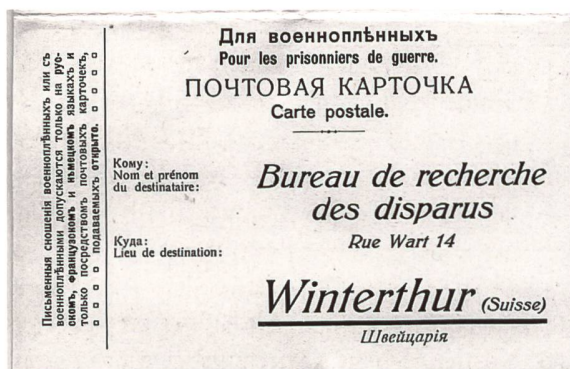 Для военноплѣнныхъ
Pour les prisonniers de guerre.
ПОЧТОВАЯ КАРТОЧКА
Carte postale.
Письменныя сношенія военноплѣнныхъ или съ
военноплѣнными допускаются только на рус-
скомъ, французскомъ и нѣмецкомъ языкахъ и
только посредствомъ почтовыхъ карточекъ,
подаваемыхъ открыто.
Кому:
Nom et prénom
du destinataire:
Bureau de recherche
des disparus
Rue Wart 14
Куда:
Lieu de destination:
Winterthur (Suisse)
Швейцарія